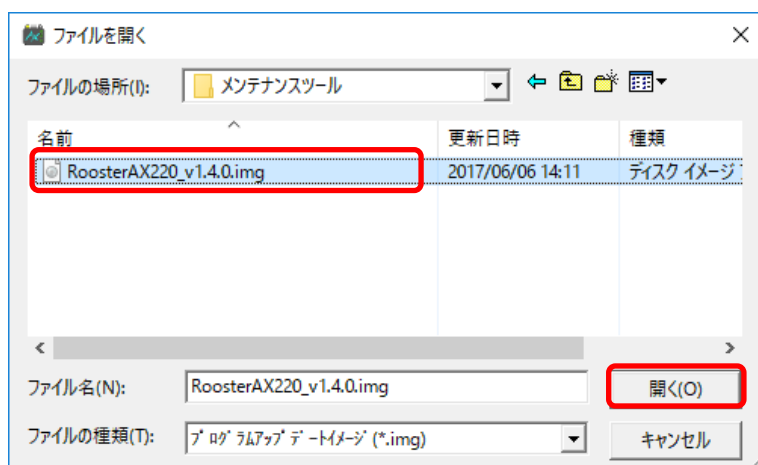 ファイルを開く
ファイルの場所(I): メンテナンスツール
名前 更新日時 種類
RoosterAX220_v1.4.0.img 2017/06/06 14:11 ディスク イメージ
ファイル名(N): RoosterAX220_v1.4.0.img 開く(O)
ファイルの種類(T): プログラムアップデートイメージ(*.img) キャンセル